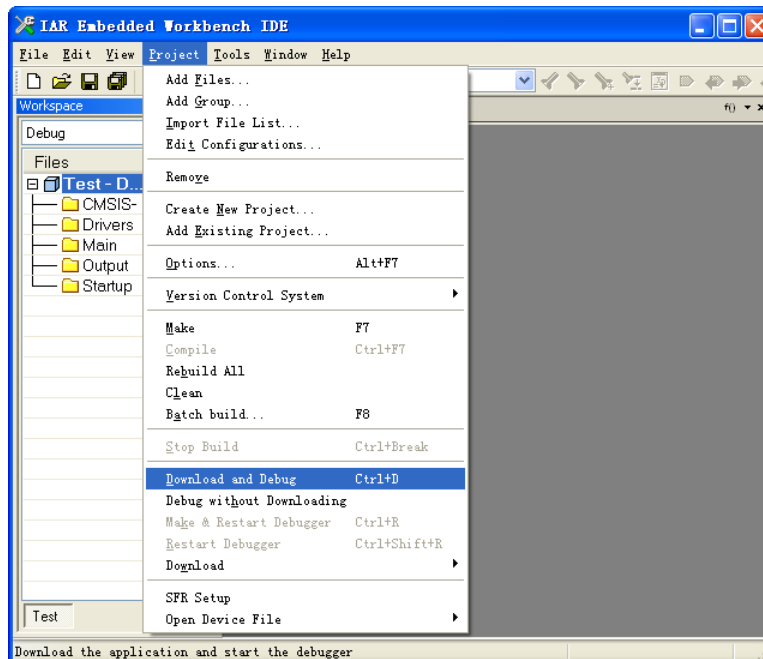 IAR Embedded Workbench IDE
File Edit View Project Tools Window Help
Workspace
Debug
Files
Test - D...
CMSIS-
Drivers
Main
Output
Startup
Test
f()
Add Files...
Add Group...
Import File List...
Edit Configurations...
Remove
Create New Project...
Add Existing Project...
Options... Alt+F7
Version Control System
Make F7
Compile Ctrl+F7
Rebuild All
Clean
Batch build... F8
Stop Build Ctrl+Break
Download and Debug Ctrl+D
Debug without Downloading
Make & Restart Debugger Ctrl+R
Restart Debugger Ctrl+Shift+R
Download
SFR Setup
Open Device File
Download the application and start the debugger